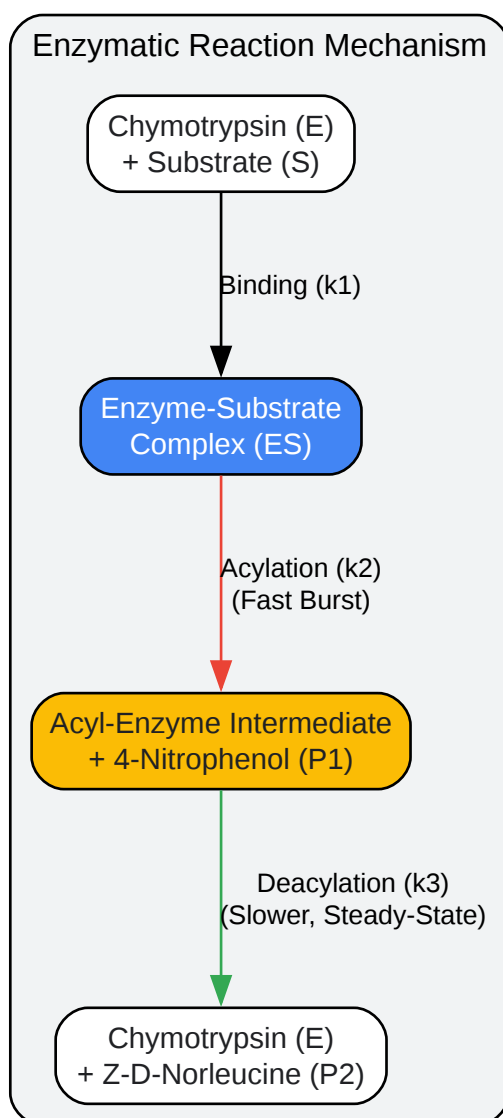 Enzymatic Reaction Mechanism
Chymotrypsin (E)
+ Substrate (S)
Binding (k1)
Enzyme-Substrate
Complex (ES)
Acylation (k2)
(Fast Burst)
Acyl-Enzyme Intermediate
+ 4-Nitrophenol (P1)
Deacylation (k3)
(Slower, Steady-State)
Chymotrypsin (E)
+ Z-D-Norleucine (P2)